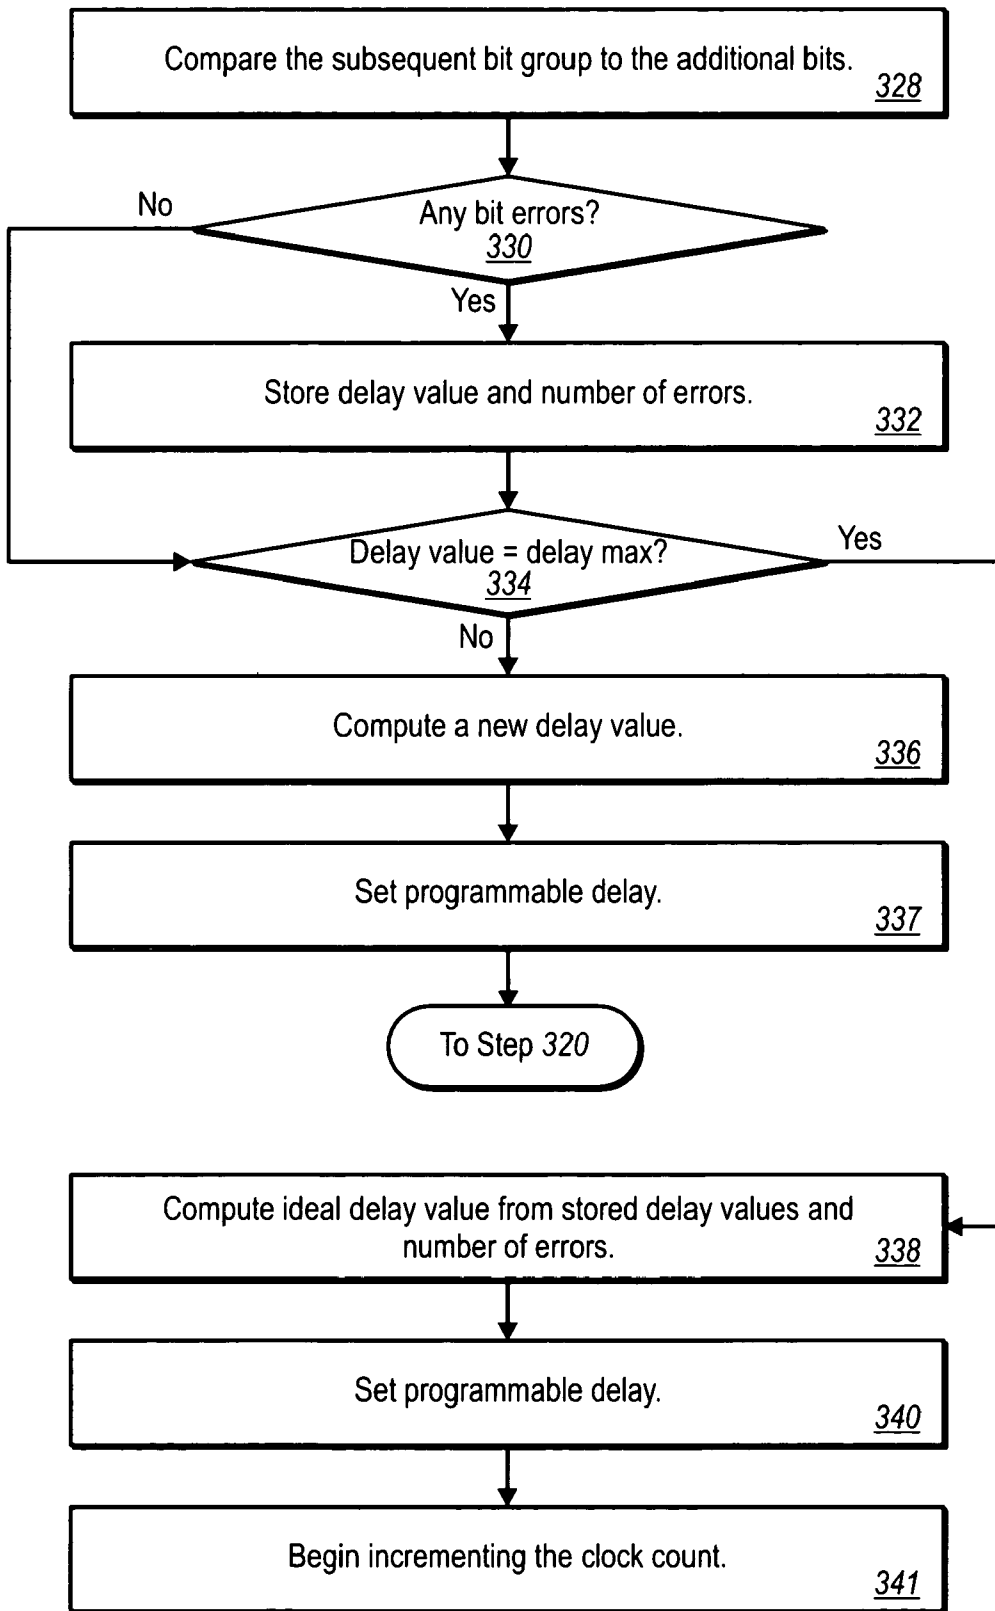 Compare the subsequent bit group to the additional bits.
328
No
Any bit errors?
330
Yes
Store delay value and number of errors.
332
Delay value = delay max?
Yes
334
No
Compute a new delay value.
336
Set programmable delay.
337
To Step 320
Compute ideal delay value from stored delay values and
number of errors.
338
Set programmable delay.
340
Begin incrementing the clock count.
341